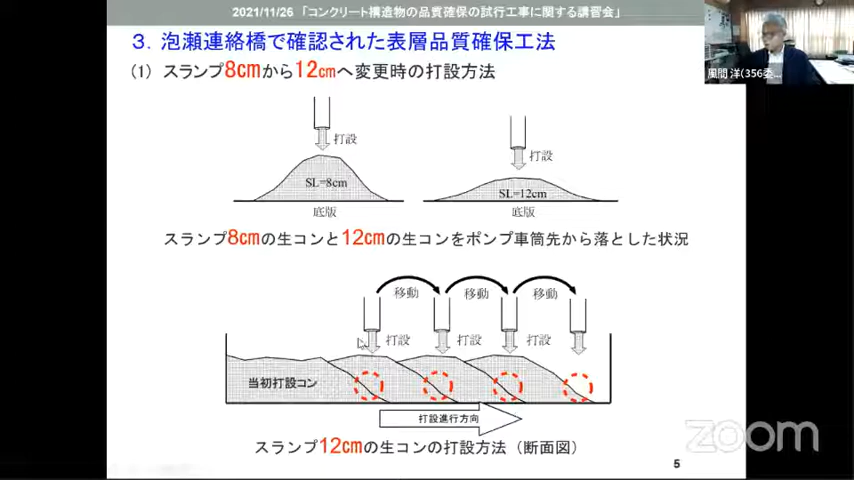 2021/11/26 「コンクリート構造物の品質確保の試行工事に関する講習会」
3．泡瀬連絡橋で確認された表層品質確保工法
(1) スランプ8cmから12cmへ変更時の打設方法
打設
打設
SL=8cm
SL=12cm
底版
底版
スランプ8cmの生コンと12cmの生コンをポンプ車筒先から落とした状況
移動
移動
移動
打設
打設
打設
当初打設コン
打設進行方向
スランプ12cmの生コンの打設方法（断面図）
5
風間 洋(356委...
zoom